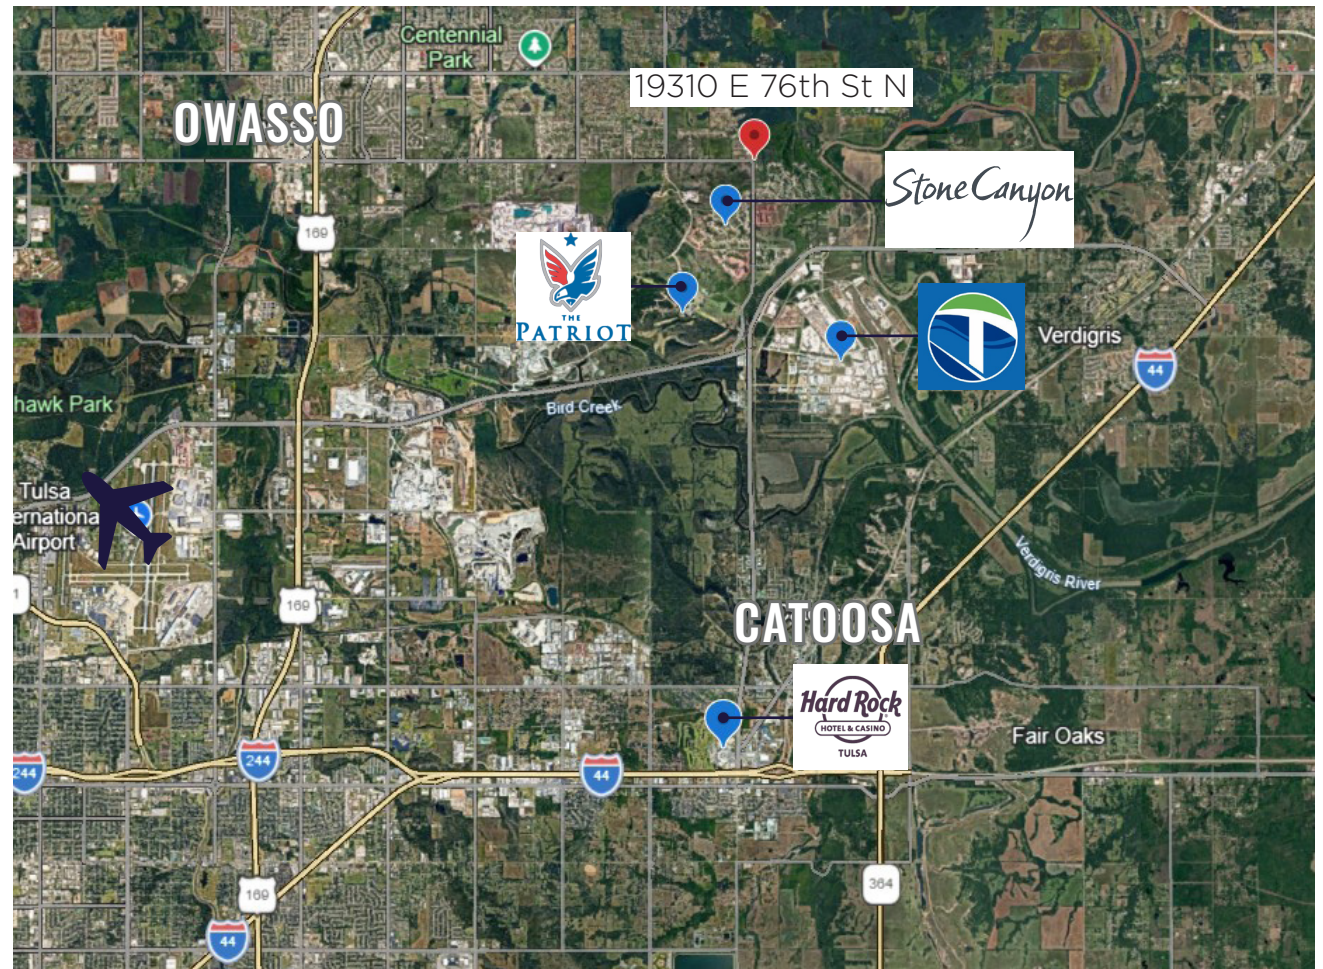 Centennial
Park
19310 E 76th St N
OWASSO
Stone Canyon
169
THE
PATRIOT
Verdigris
44
hawk Park
Bird Creek
Tulsa
ernationa
Airport
Verdigris River
1
169
CATOOSA
Hard Rock
HOTEL & CASINO
TULSA
Fair Oaks
244
244
44
169
364
44